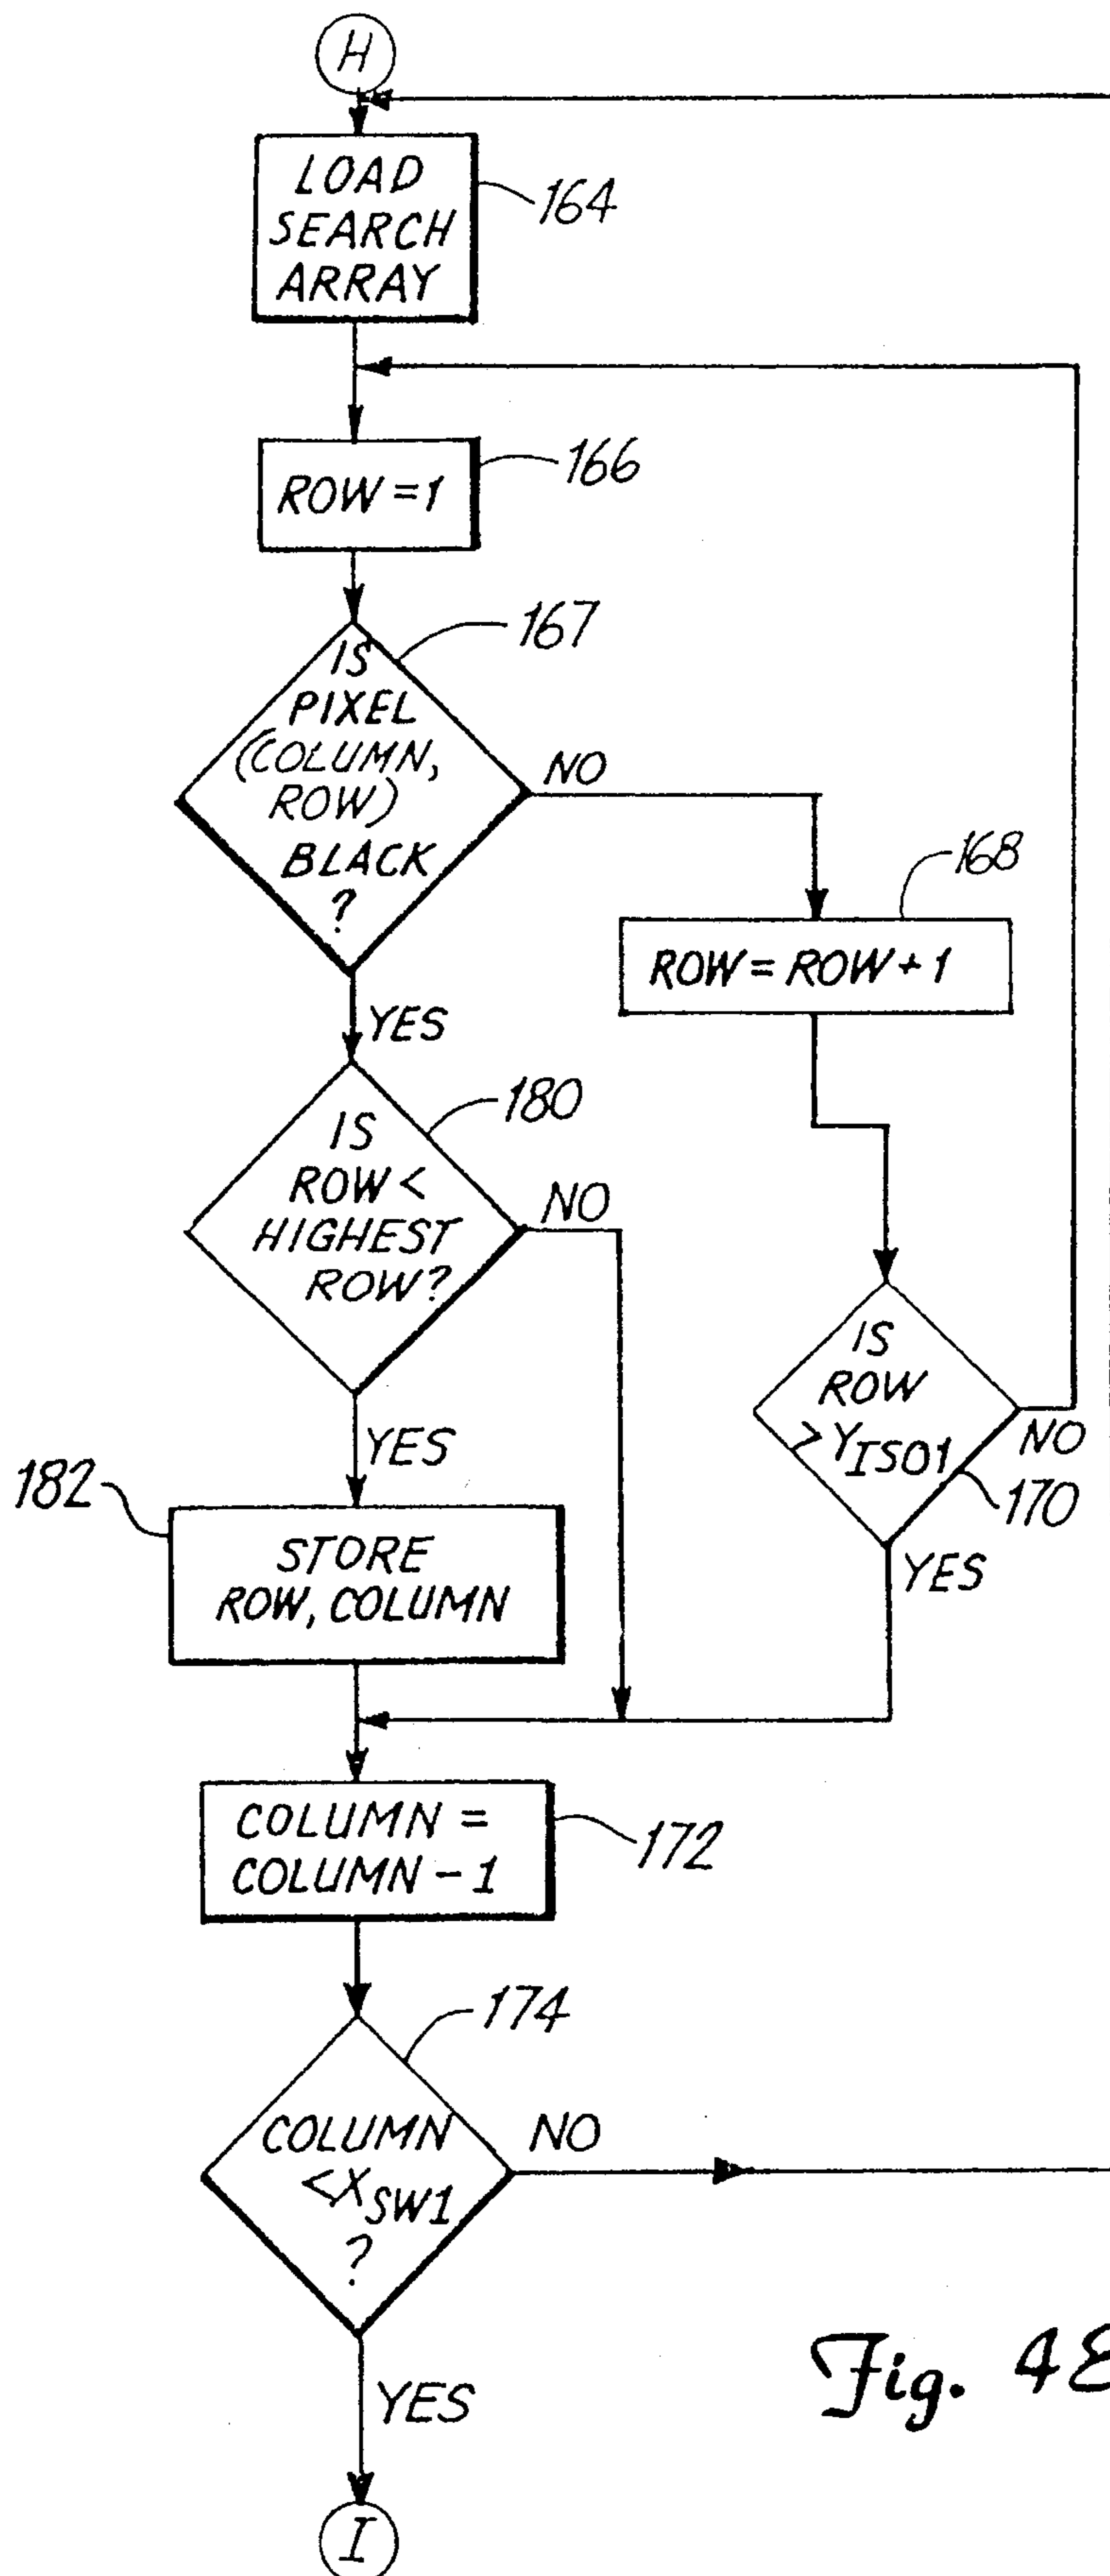 H
LOAD
SEARCH
ARRAY
164
ROW = 1
166
167
IS
PIXEL
(COLUMN,
ROW)
BLACK
?
NO
168
ROW = ROW + 1
YES
180
IS
ROW <
HIGHEST
ROW?
NO
IS
ROW
> YISO1
NO
170
YES
YES
182
STORE
ROW, COLUMN
COLUMN =
COLUMN - 1
172
174
COLUMN
< XSW1
?
NO
YES
Fig. 4E
I